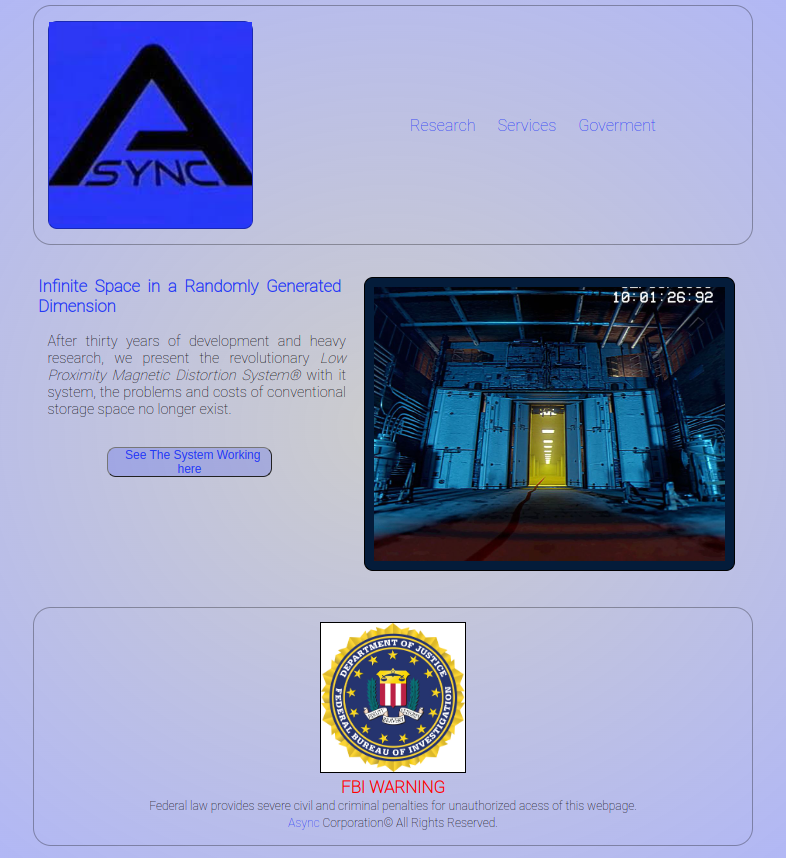 A
SYNC
Research Services Goverment
Infinite Space in a Randomly Generated
Dimension
After thirty years of development and heavy
research, we present the revolutionary Low
Proximity Magnetic Distortion System® with it
system, the problems and costs of conventional
storage space no longer exist.
See The System Working
here
10:01:26:92
DEPARTMENT OF JUSTICE
FEDERAL BUREAU OF INVESTIGATION
FBI WARNING
Federal law provides severe civil and criminal penalties for unauthorized acess of this webpage.
Async Corporation© All Rights Reserved.